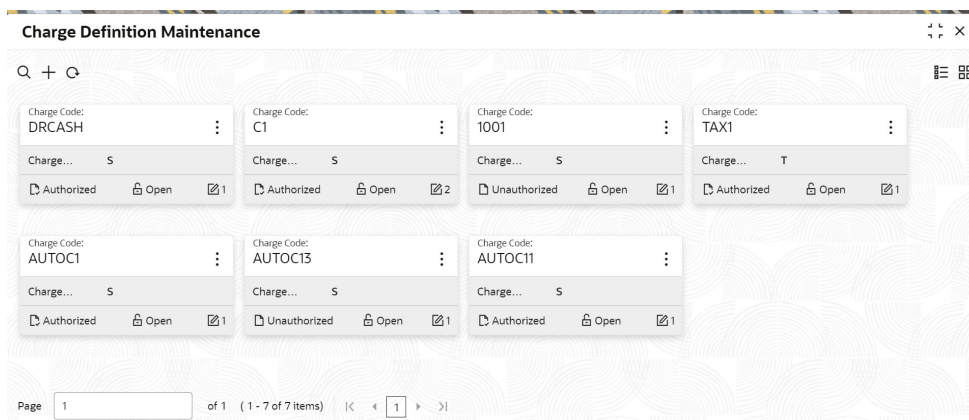 Charge Definition Maintenance
Charge Code: Charge Code: Charge Code: Charge Code:
DRCASH C1 1001 TAX1
Charge... S Charge... S Charge... S Charge... T
Authorized Open 1 Authorized Open 2 Unauthorized Open 1 Authorized Open 1
Charge Code: Charge Code: Charge Code:
AUTOC1 AUTOC13 AUTOC11
Charge... S Charge... S Charge... S
Authorized Open 1 Unauthorized Open 1 Authorized Open 1
Page 1 of 1 (1 - 7 of 7 items) 1